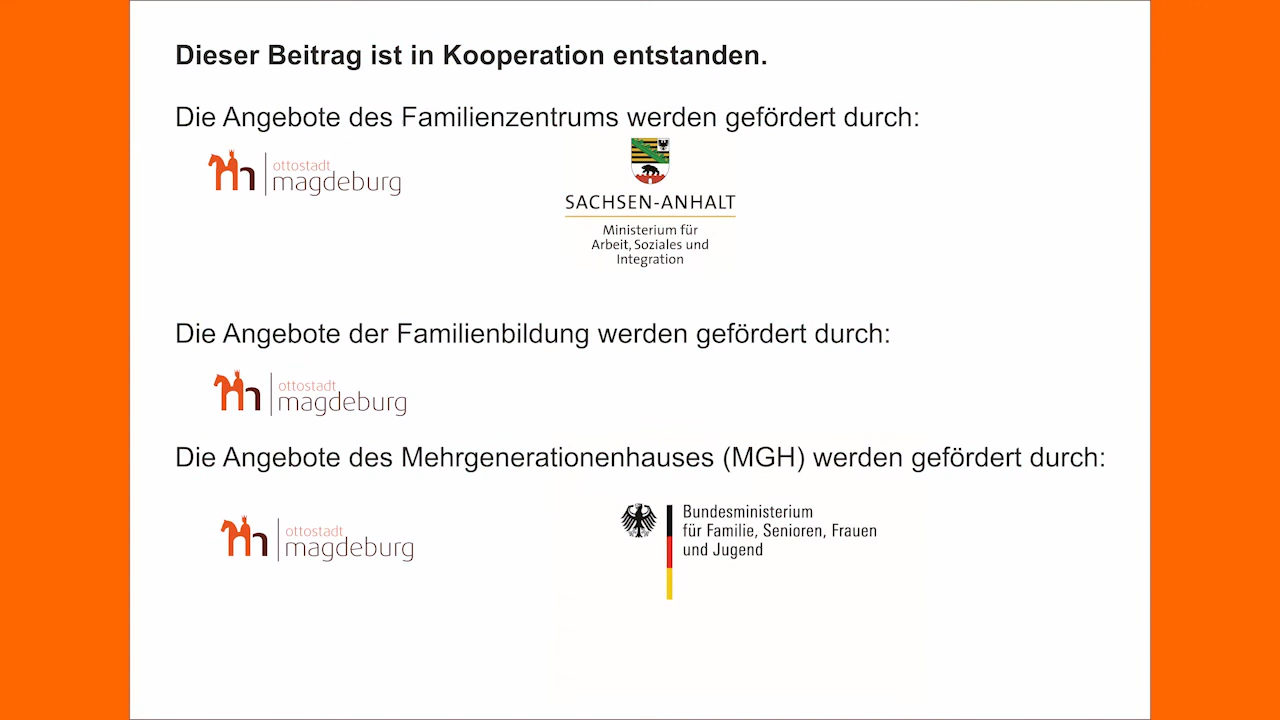 Dieser Beitrag ist in Kooperation entstanden.
Die Angebote des Familienzentrums werden gefördert durch:
ottostadt
magdeburg
SACHSEN-ANHALT
Ministerium für
Arbeit, Soziales und
Integration
Die Angebote der Familienbildung werden gefördert durch:
ottostadt
magdeburg
Die Angebote des Mehrgenerationenhauses (MGH) werden gefördert durch:
ottostadt
magdeburg
Bundesministerium
für Familie, Senioren, Frauen
und Jugend